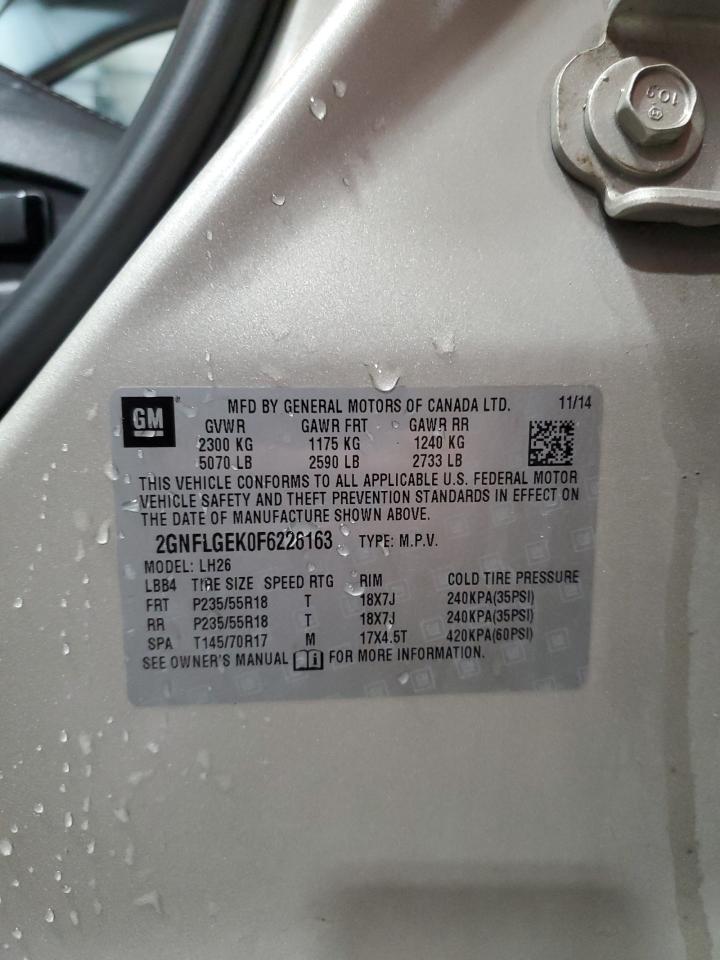 10.9
M
GM MFD BY GENERAL MOTORS OF CANADA LTD. 11/14
GVWR GAWR FRT GAWR RR
2300 KG 1175 KG 1240 KG
5070 LB 2590 LB 2733 LB
THIS VEHICLE CONFORMS TO ALL APPLICABLE U.S. FEDERAL MOTOR
VEHICLE SAFETY AND THEFT PREVENTION STANDARDS IN EFFECT ON
THE DATE OF MANUFACTURE SHOWN ABOVE.
2GNFLGEK0F6226163 TYPE: M.P.V.
MODEL: LH26
LBB4 TIRE SIZE SPEED RTG RIM COLD TIRE PRESSURE
FRT P235/55R18 T 18X7J 240KPA(35PSI)
RR P235/55R18 T 18X7J 240KPA(35PSI)
SPA T145/70R17 M 17X4.5T 420KPA(60PSI)
SEE OWNER'S MANUAL FOR MORE INFORMATION.